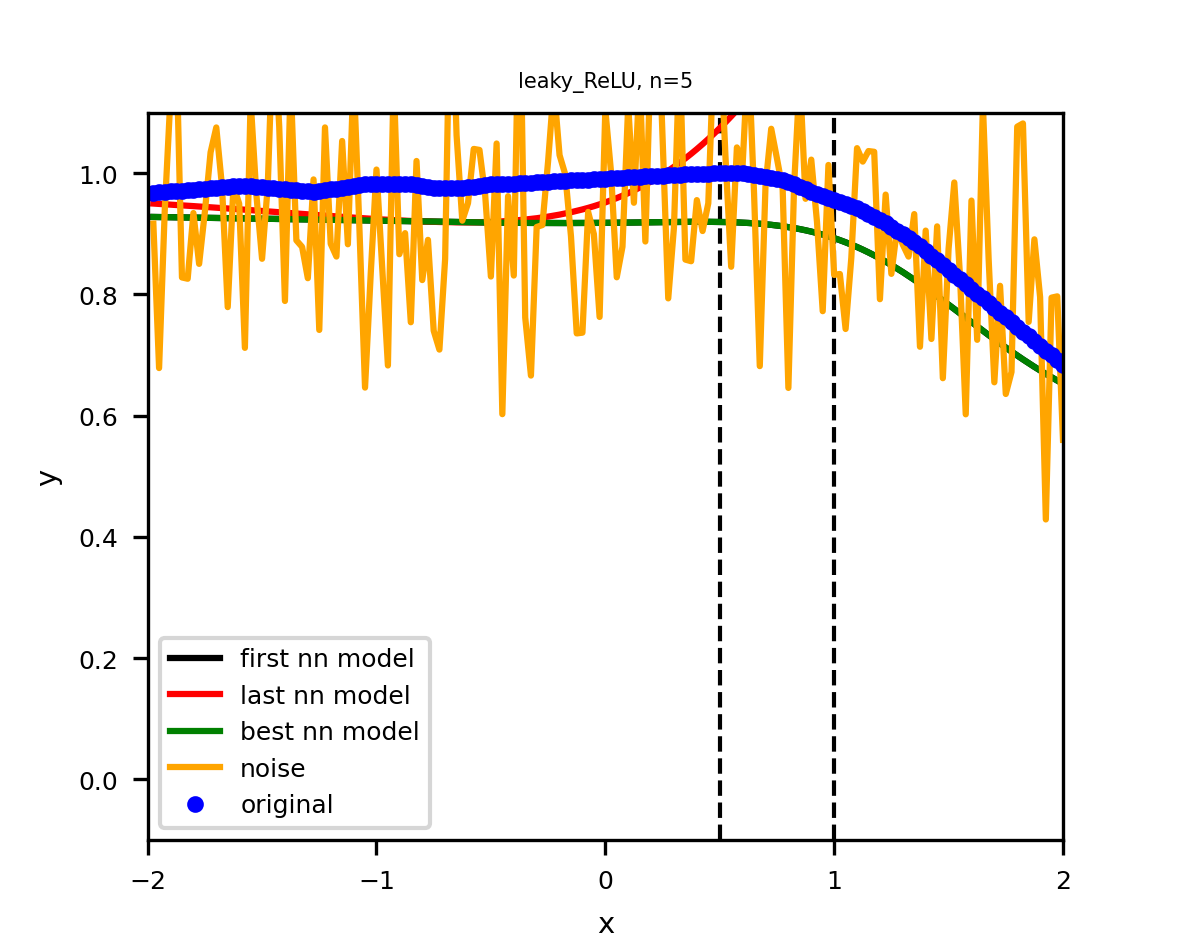 leaky_ReLU, n=5
1.0
0.8
0.6
0.4
0.2
0.0
y
first nn model
last nn model
best nn model
noise
original
−2
−1
0
1
2
x